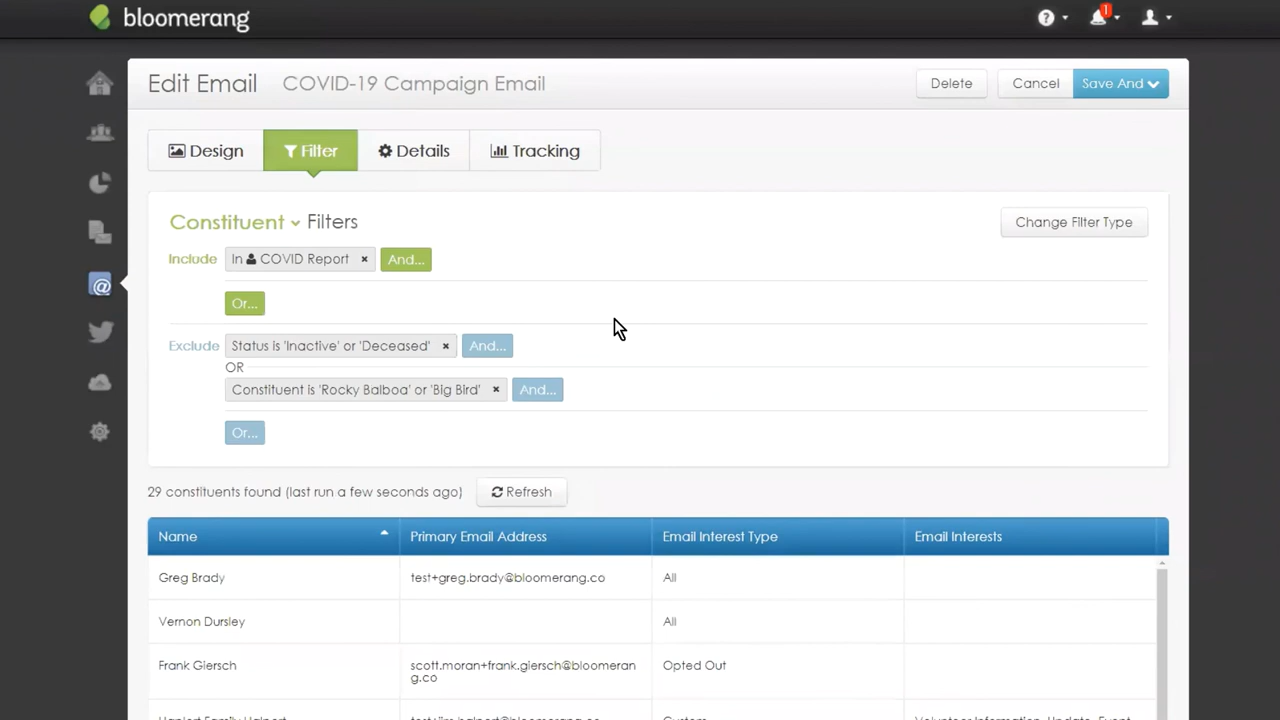 bloomerang
1
Edit Email COVID-19 Campaign Email
Delete Cancel Save And
Design Filter Details Tracking
Constituent Filters
Change Filter Type
Include In COVID Report × And...
Or...
Exclude Status is 'Inactive' or 'Deceased' × And...
OR
Constituent is 'Rocky Balboa' or 'Big Bird' × And...
Or...
29 constituents found (last run a few seconds ago) Refresh
Name Primary Email Address Email Interest Type Email Interests
Greg Brady test+greg.brady@bloomerang.co All
Vernon Dursley All
Frank Giersch scott.moran+frank.giersch@bloomeran Opted Out
g.co